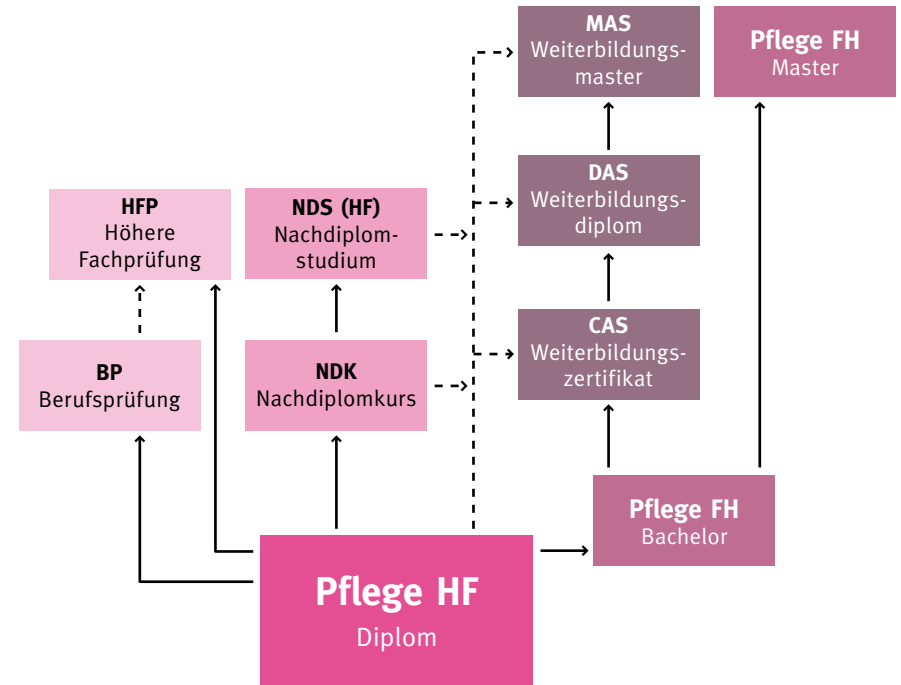 MAS
Weiterbildungs-
master
Pflege FH
Master
DAS
Weiterbildungs-
diplom
HFP
Höhere
Fachprüfung
NDS (HF)
Nachdiplom-
studium
CAS
Weiterbildungs-
zertifikat
BP
Berufsprüfung
NDK
Nachdiplomkurs
Pflege FH
Bachelor
Pflege HF
Diplom